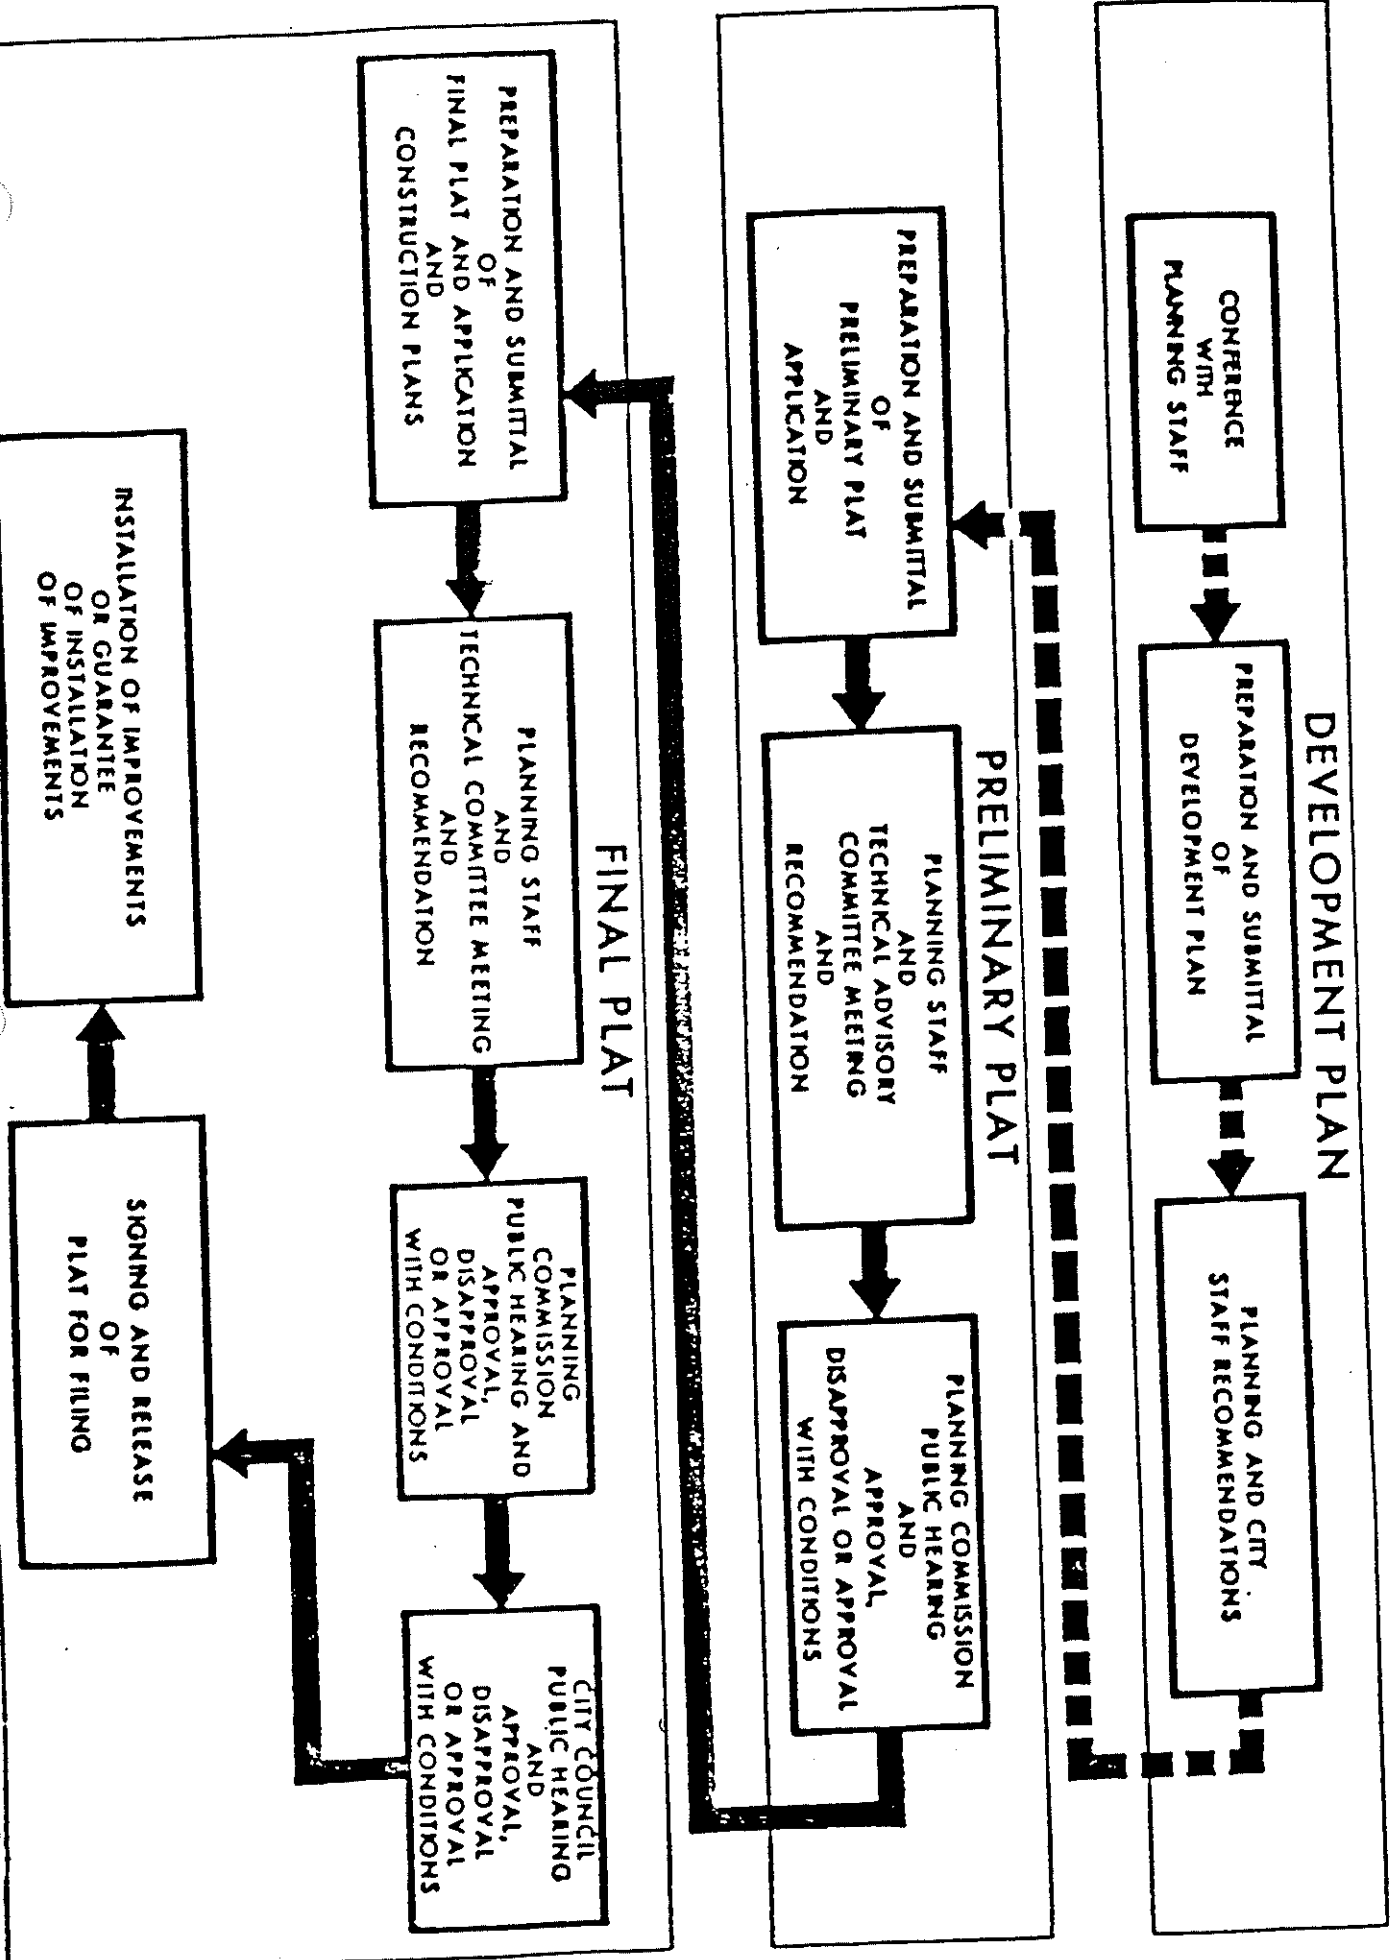 DEVELOPMENT PLAN
CONFERENCE
WITH
PLANNING STAFF
PREPARATION AND SUBMITTAL
OF
DEVELOPMENT PLAN
PLANNING AND CITY
STAFF RECOMMENDATIONS
PRELIMINARY PLAT
PREPARATION AND SUBMITTAL
OF
PRELIMINARY PLAT
AND
APPLICATION
PLANNING STAFF
AND
TECHNICAL ADVISORY
COMMITTEE MEETING
AND
RECOMMENDATION
PLANNING COMMISSION
PUBLIC HEARING
AND
APPROVAL,
DISAPPROVAL OR APPROVAL
WITH CONDITIONS
FINAL PLAT
PREPARATION AND SUBMITTAL
OF
FINAL PLAT AND APPLICATION
AND
CONSTRUCTION PLANS
PLANNING STAFF
AND
TECHNICAL COMMITTEE MEETING
AND
RECOMMENDATION
PLANNING
COMMISSION
PUBLIC HEARING AND
APPROVAL,
DISAPPROVAL
OR APPROVAL
WITH CONDITIONS
CITY COUNCIL
PUBLIC HEARING
AND
APPROVAL,
DISAPPROVAL
OR APPROVAL
WITH CONDITIONS
SIGNING AND RELEASE
OF
PLAT FOR FILING
INSTALLATION OF IMPROVEMENTS
OR GUARANTEE
OF INSTALLATION
OF IMPROVEMENTS